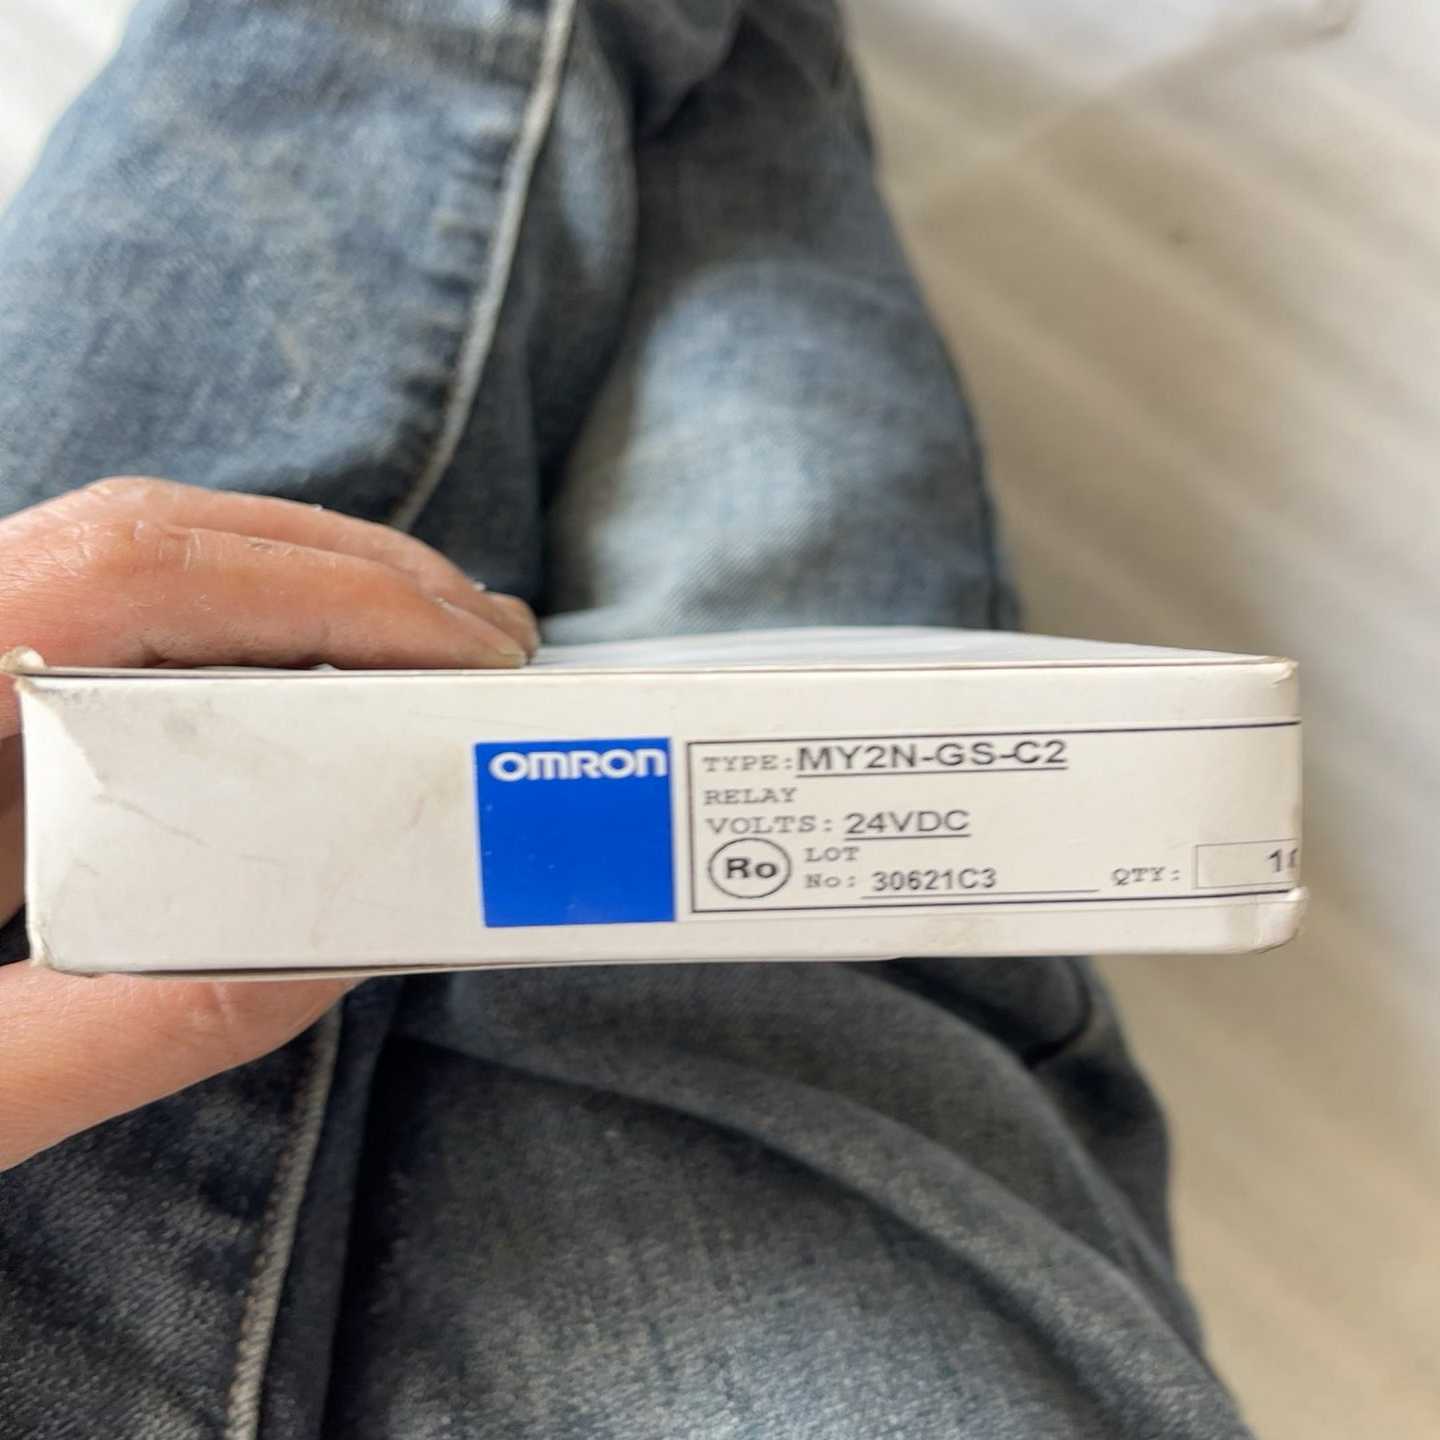 OMRON
TYPE: MY2N-GS-C2
RELAY
VOLTS: 24VDC
Ro
LOT
No: 30621C3 QTY: